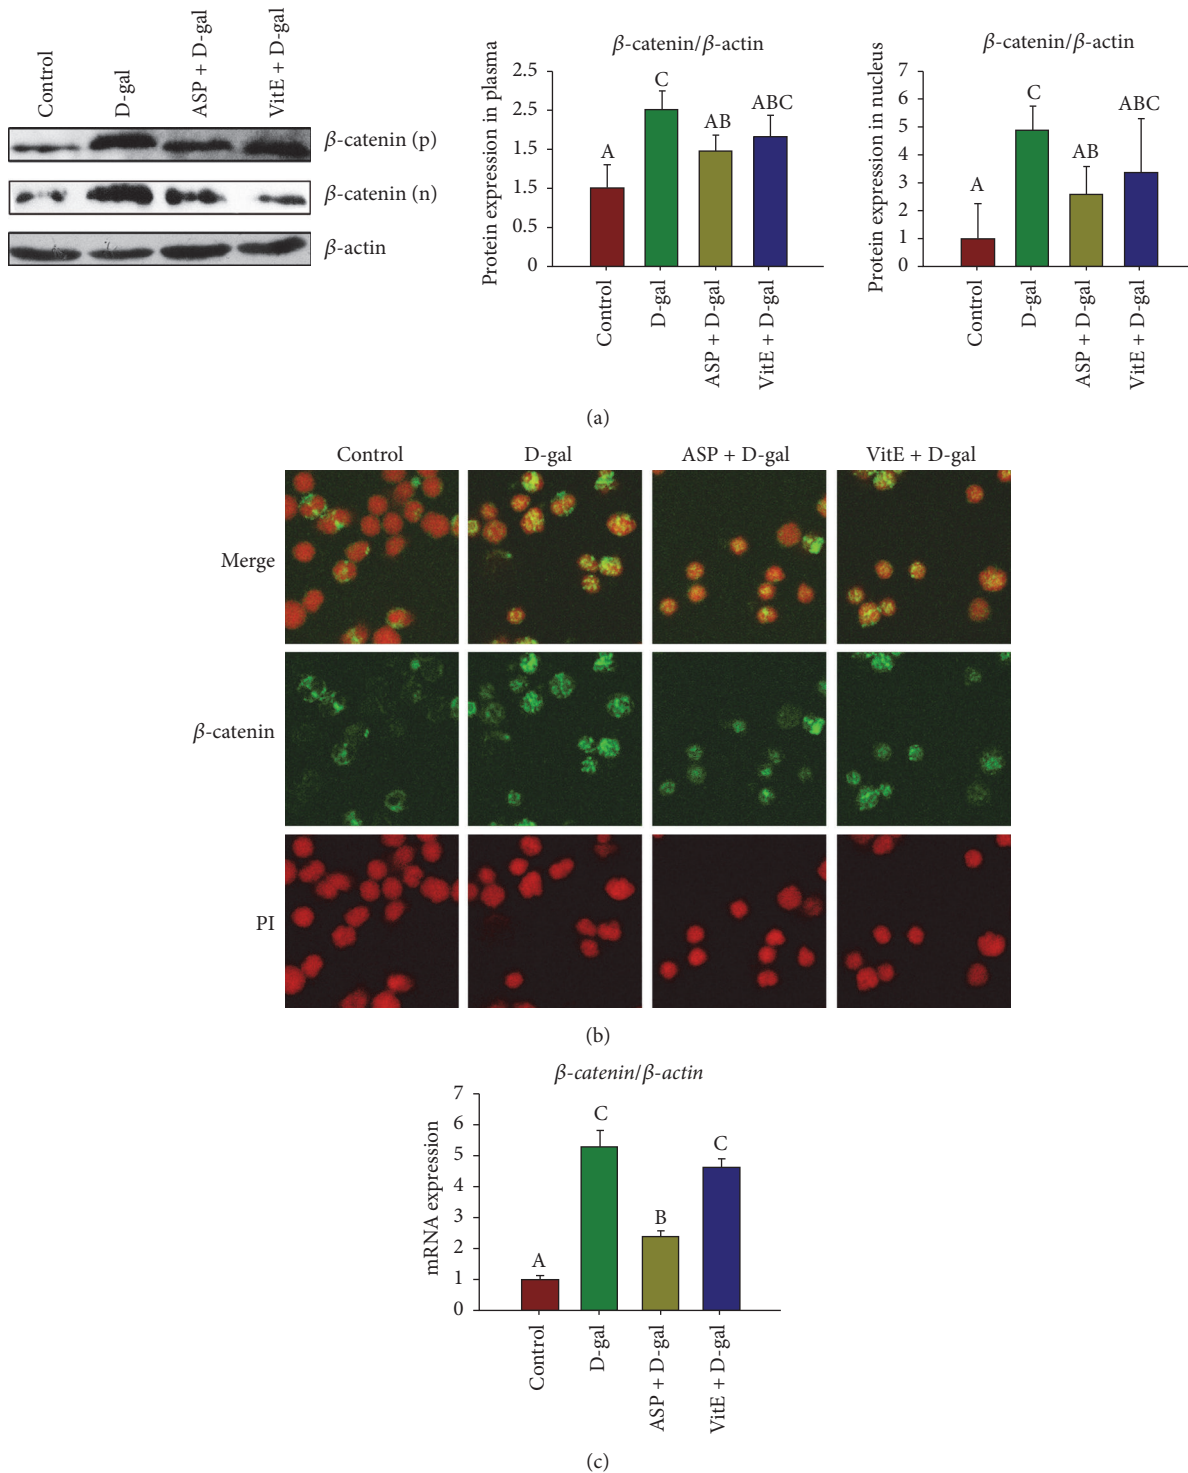 Control
D-gal
ASP + D-gal
VitE + D-gal
β-catenin (p)
β-catenin (n)
β-actin
β-catenin/β-actin
Protein expression in plasma
2.5
2.5
1.5
1.5
0.5
0
A
C
AB
ABC
Control
D-gal
ASP + D-gal
VitE + D-gal
β-catenin/β-actin
Protein expression in nucleus
7
6
5
4
3
2
1
0
A
C
AB
ABC
Control
D-gal
ASP + D-gal
VitE + D-gal
(a)
Control
D-gal
ASP + D-gal
VitE + D-gal
Merge
β-catenin
PI
(b)
β-catenin/β-actin
mRNA expression
7
6
5
4
3
2
1
0
A
C
B
C
Control
D-gal
ASP + D-gal
VitE + D-gal
(c)